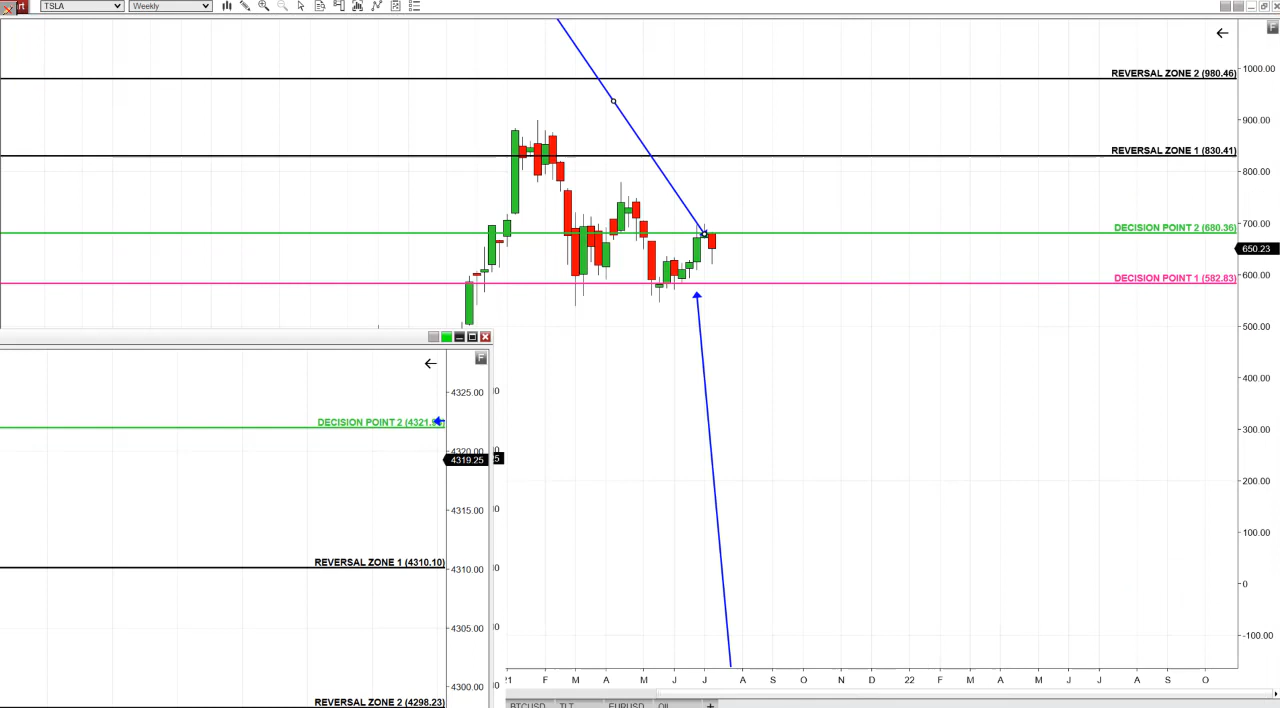 TSLA Weekly
F
REVERSAL ZONE 2 (980.46)
1000.00
900.00
REVERSAL ZONE 1 (830.41)
800.00
DECISION POINT 2 (680.36)
700.00
650.23
600.00
DECISION POINT 1 (582.83)
500.00
400.00
300.00
200.00
100.00
0
-100.00
F
4325.00
DECISION POINT 2 (4321.
4320.00
4319.25
4315.00
REVERSAL ZONE 1 (4310.10)
4310.00
4305.00
4300.00
REVERSAL ZONE 2 (4298.23)
21 F M A M J J A S O N D 22 F M A M J J A S O
BTCUSD TLT EURUSD OIL +